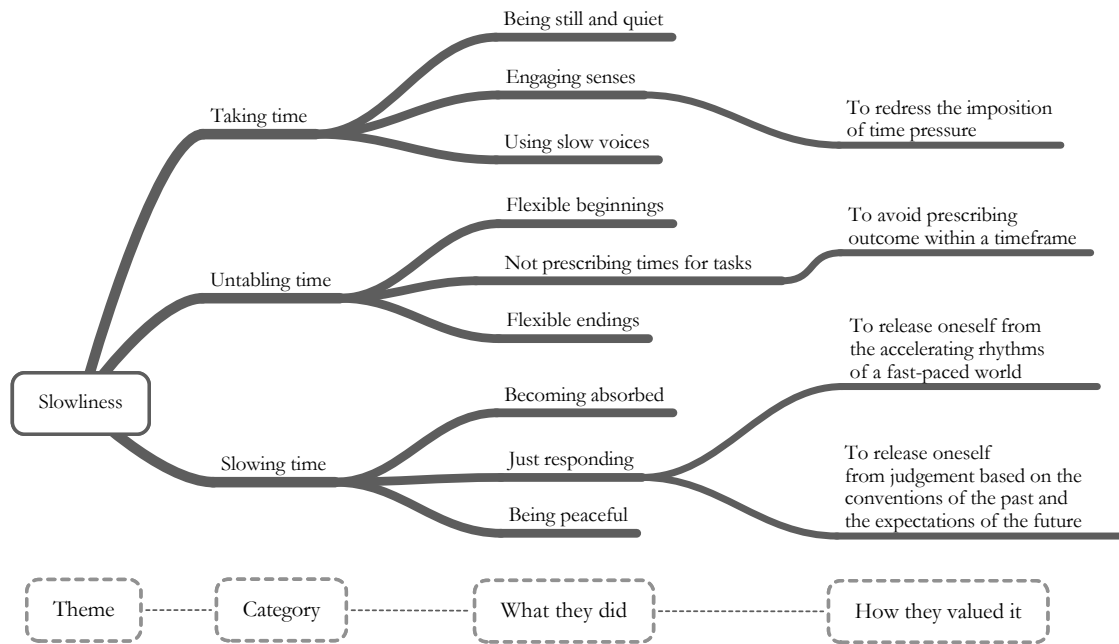 Being still and quiet
Engaging senses
To redress the imposition
of time pressure
Taking time
Using slow voices
Flexible beginnings
To avoid prescribing
outcome within a timeframe
Not prescribing times for tasks
Untabling time
Flexible endings
To release oneself from
the accelerating rhythms
of a fast-paced world
Slowliness
Becoming absorbed
Slowing time
Just responding
To release oneself
from judgement based on the
conventions of the past and
the expectations of the future
Being peaceful
Theme
Category
What they did
How they valued it